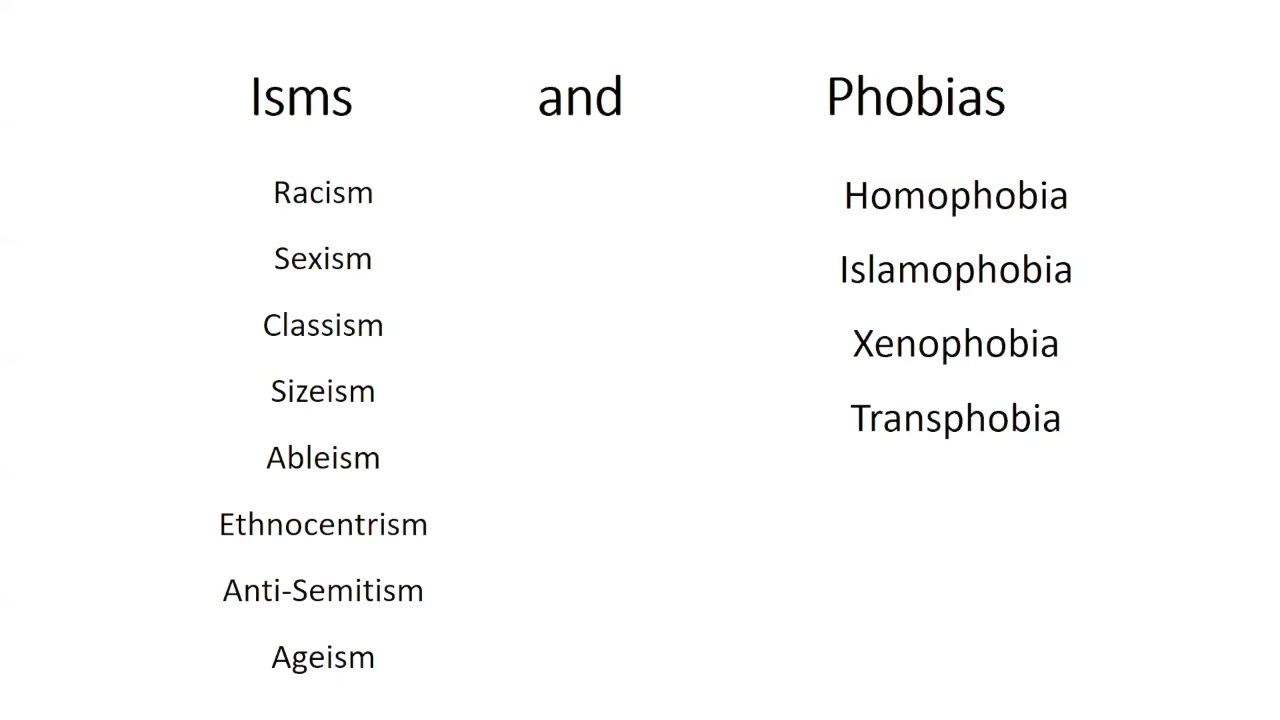 Isms and Phobias
Racism
Sexism
Classism
Sizeism
Ableism
Ethnocentrism
Anti-Semitism
Ageism
Homophobia
Islamophobia
Xenophobia
Transphobia